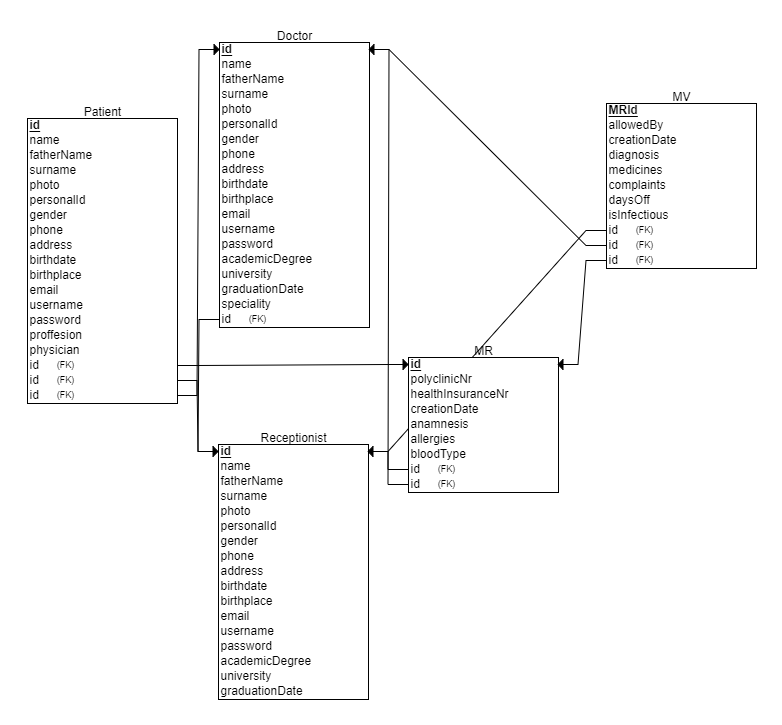 Doctor
id
name
fatherName
surname
photo
personalId
gender
phone
address
birthdate
birthplace
email
username
password
academicDegree
university
graduationDate
speciality
id (FK)
Patient
id
name
fatherName
surname
photo
personalId
gender
phone
address
birthdate
birthplace
email
username
password
proffesion
physician
id (FK)
id (FK)
id (FK)
MV
MRId
allowedBy
creationDate
diagnosis
medicines
complaints
daysOff
isInfectious
id (FK)
id (FK)
id (FK)
MR
id
polyclinicNr
healthInsuranceNr
creationDate
anamnesis
allergies
bloodType
id (FK)
id (FK)
Receptionist
id
name
fatherName
surname
photo
personalId
gender
phone
address
birthdate
birthplace
email
username
password
academicDegree
university
graduationDate